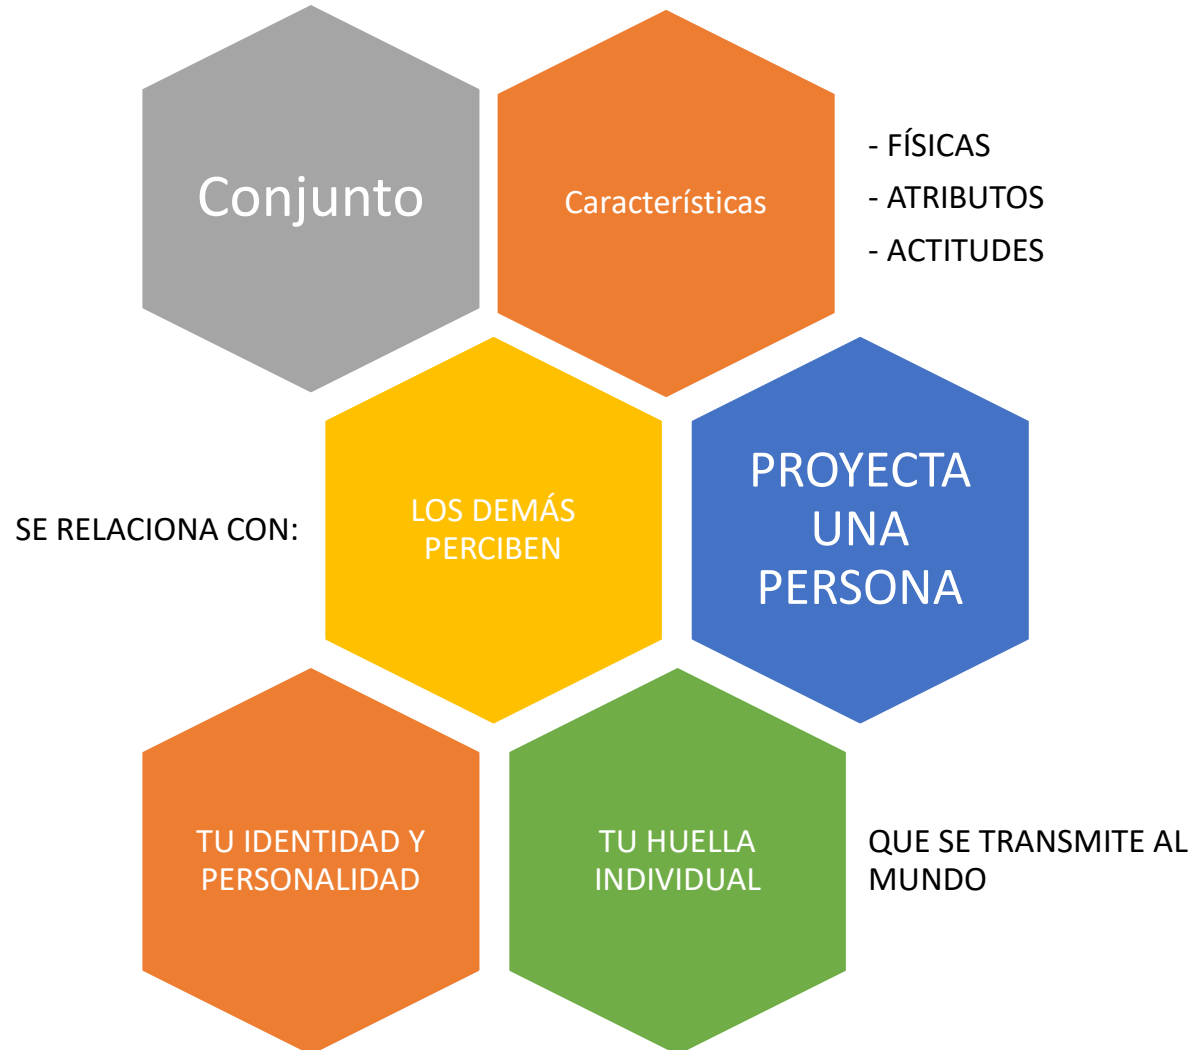 Conjunto
Característícas
- FÍSICAS
- ATRIBUTOS
- ACTITUDES
SE RELACIONA CON:
LOS DEMÁS
PERCIBEN
PROYECTA
UNA
PERSONA
TU IDENTIDAD Y
PERSONALIDAD
TU HUELLA
INDIVIDUAL
QUE SE TRANSMITE AL
MUNDO